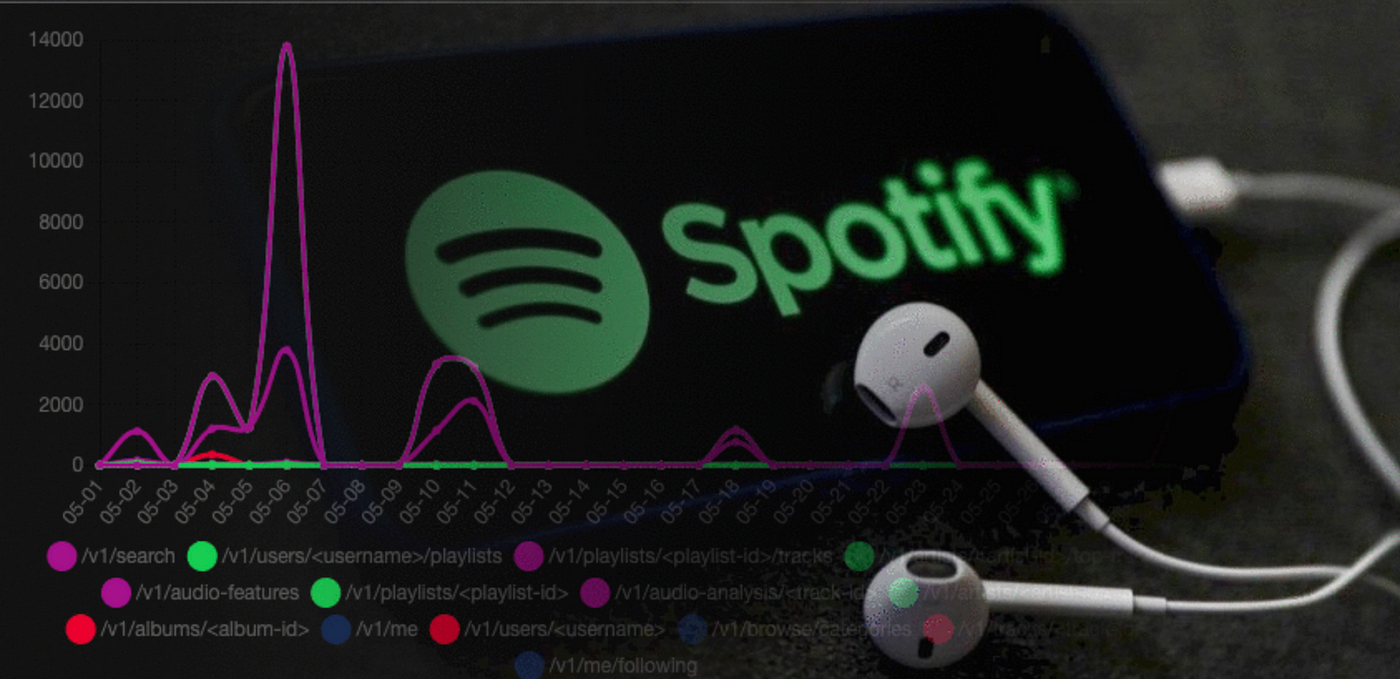 14000
12000
10000
8000
6000
4000
2000
0
Spotify
05-01 05-02 05-03 05-04 05-05 05-06 05-07 05-08 05-09 05-10 05-11 05-12 05-13 05-14 05-15 05-16 05-17 05-18 05-19 05-20 05-21 05-22 05-23 05-24 05-25
/v1/search /v1/users/<username>/playlists /v1/playlists/<playlist-id>/tracks
/v1/audio-features /v1/playlists/<playlist-id> /v1/audio-analysis/<track-id>
/v1/albums/<album-id> /v1/me /v1/users/<username> /v1/browse/categories
/v1/me/following